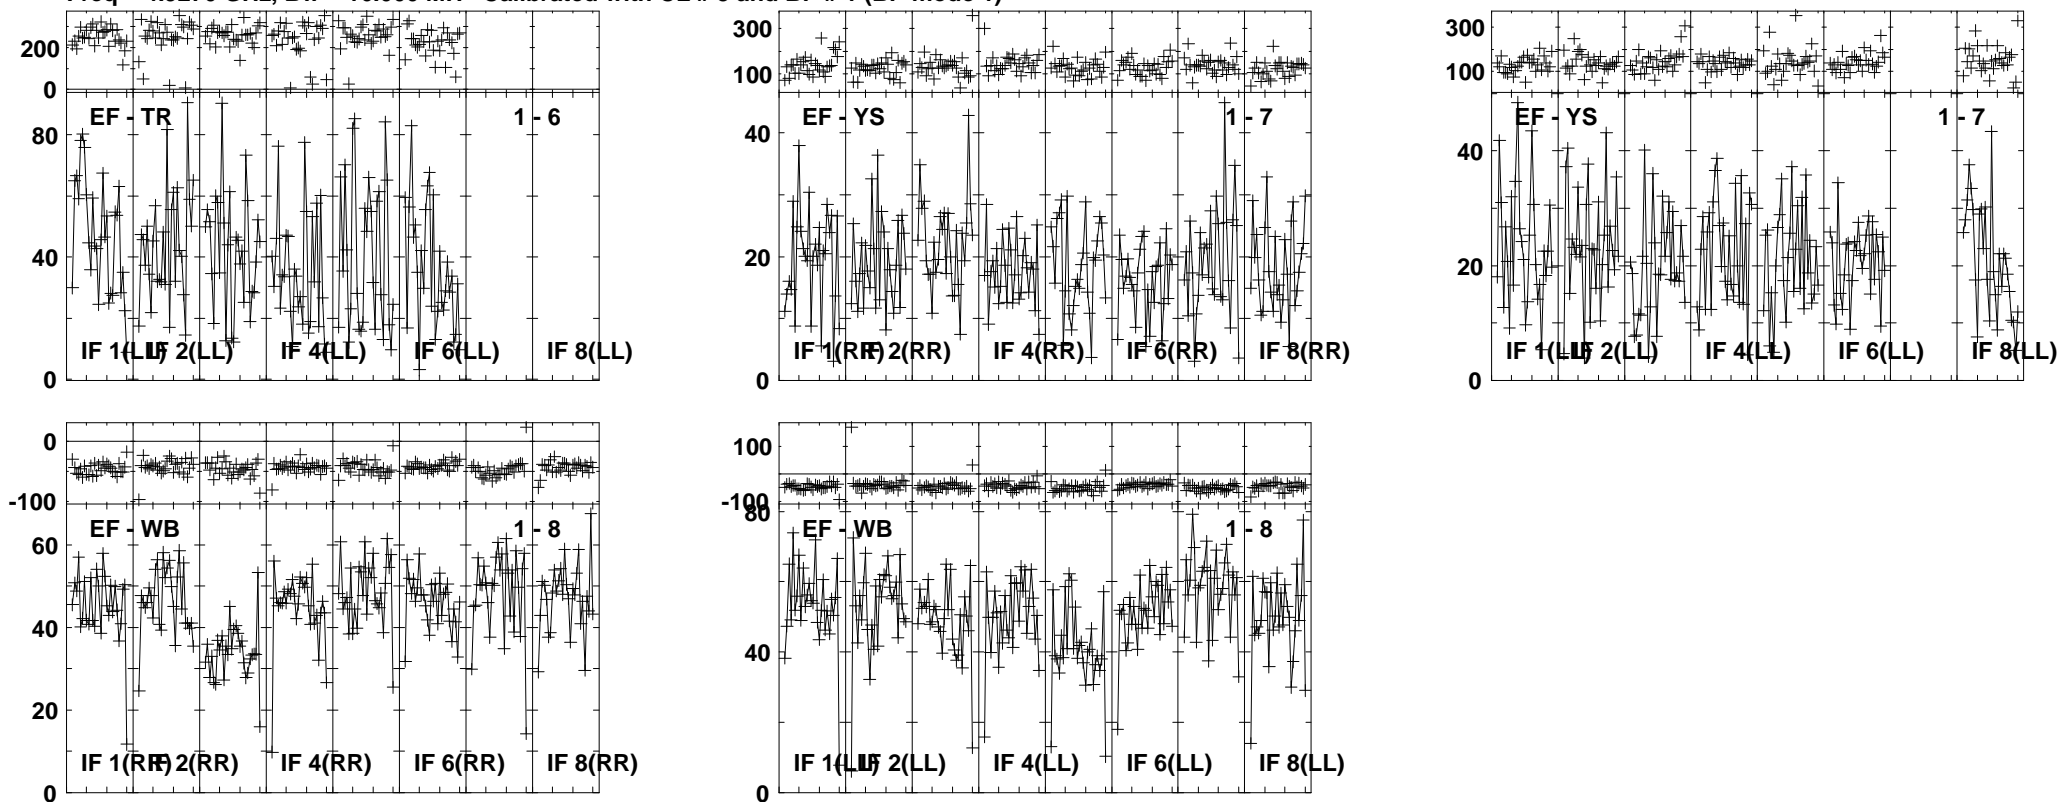 200
0
EF - TR
1 - 6
80
40
0
IF 1(LL)
IF 2(LL)
IF 4(LL)
IF 6(LL)
IF 8(LL)
300
100
EF - YS
1 - 7
40
20
0
IF 1(RR)
IF 2(RR)
IF 4(RR)
IF 6(RR)
IF 8(RR)
300
100
EF - YS
1 - 7
40
20
0
IF 1(LL)
IF 2(LL)
IF 4(LL)
IF 6(LL)
IF 8(LL)
0
-100
EF - WB
1 - 8
60
40
20
0
IF 1(RR)
IF 2(RR)
IF 4(RR)
IF 6(RR)
IF 8(RR)
100
-100
80
EF - WB
1 - 8
40
0
IF 1(LL)
IF 2(LL)
IF 4(LL)
IF 6(LL)
IF 8(LL)